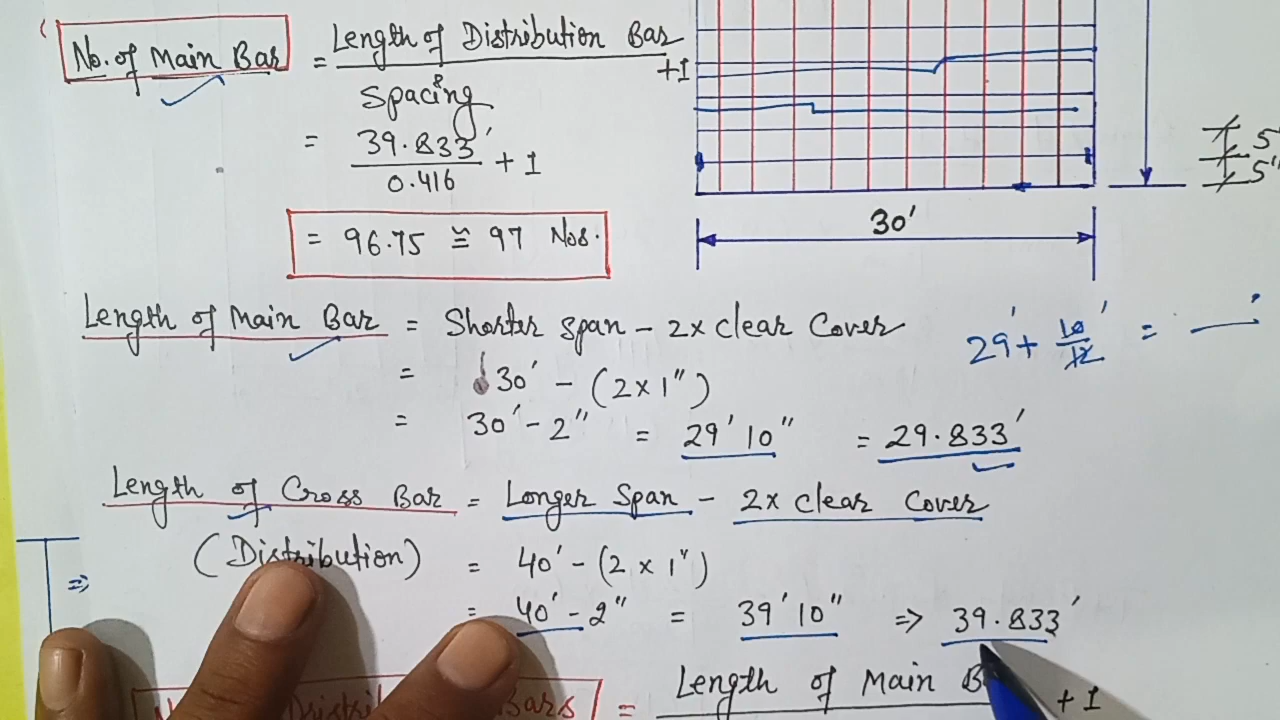 No. of Main Bar = Length of Distribution Bar +1
Spacing
= 39.833' + 1
0.416
= 96.75 ≅ 97 Nos.
5
5"
30'
Length of Main Bar = Shorter Span - 2x clear Cover
29' + 10' =
12
= 30' - (2 x 1")
= 30' - 2" = 29' 10" = 29.833'
Length of Cross Bar = Longer Span - 2x clear Cover
(Distribution) = 40' - (2 x 1")
⇒
= 40' - 2" = 39' 10" ⇒ 39.833'
Bars = Length of Main + 1